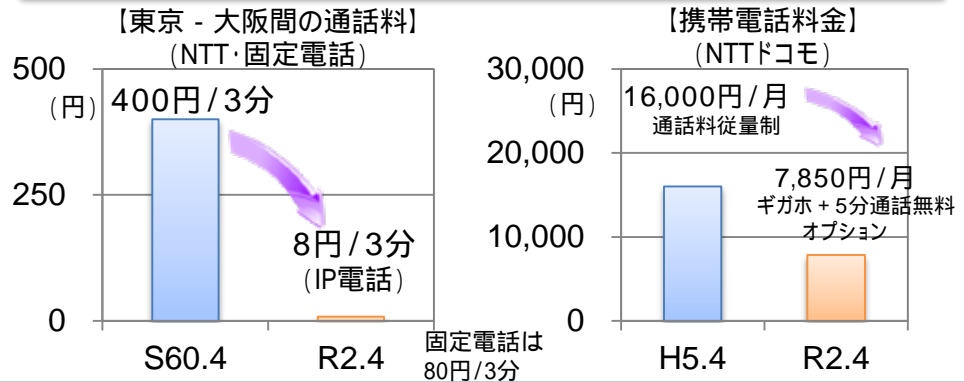 【東京 - 大阪間の通話料】
(NTT･固定電話)
500
(円)
400円/3分
250
8円/3分
(IP電話)
0
S60.4
R2.4
固定電話は
80円/3分
【携帯電話料金】
(NTTドコモ)
30,000
(円)
16,000円/月
通話料従量制
20,000
7,850円/月
ギガホ + 5分通話無料
オプション
10,000
0
H5.4
R2.4